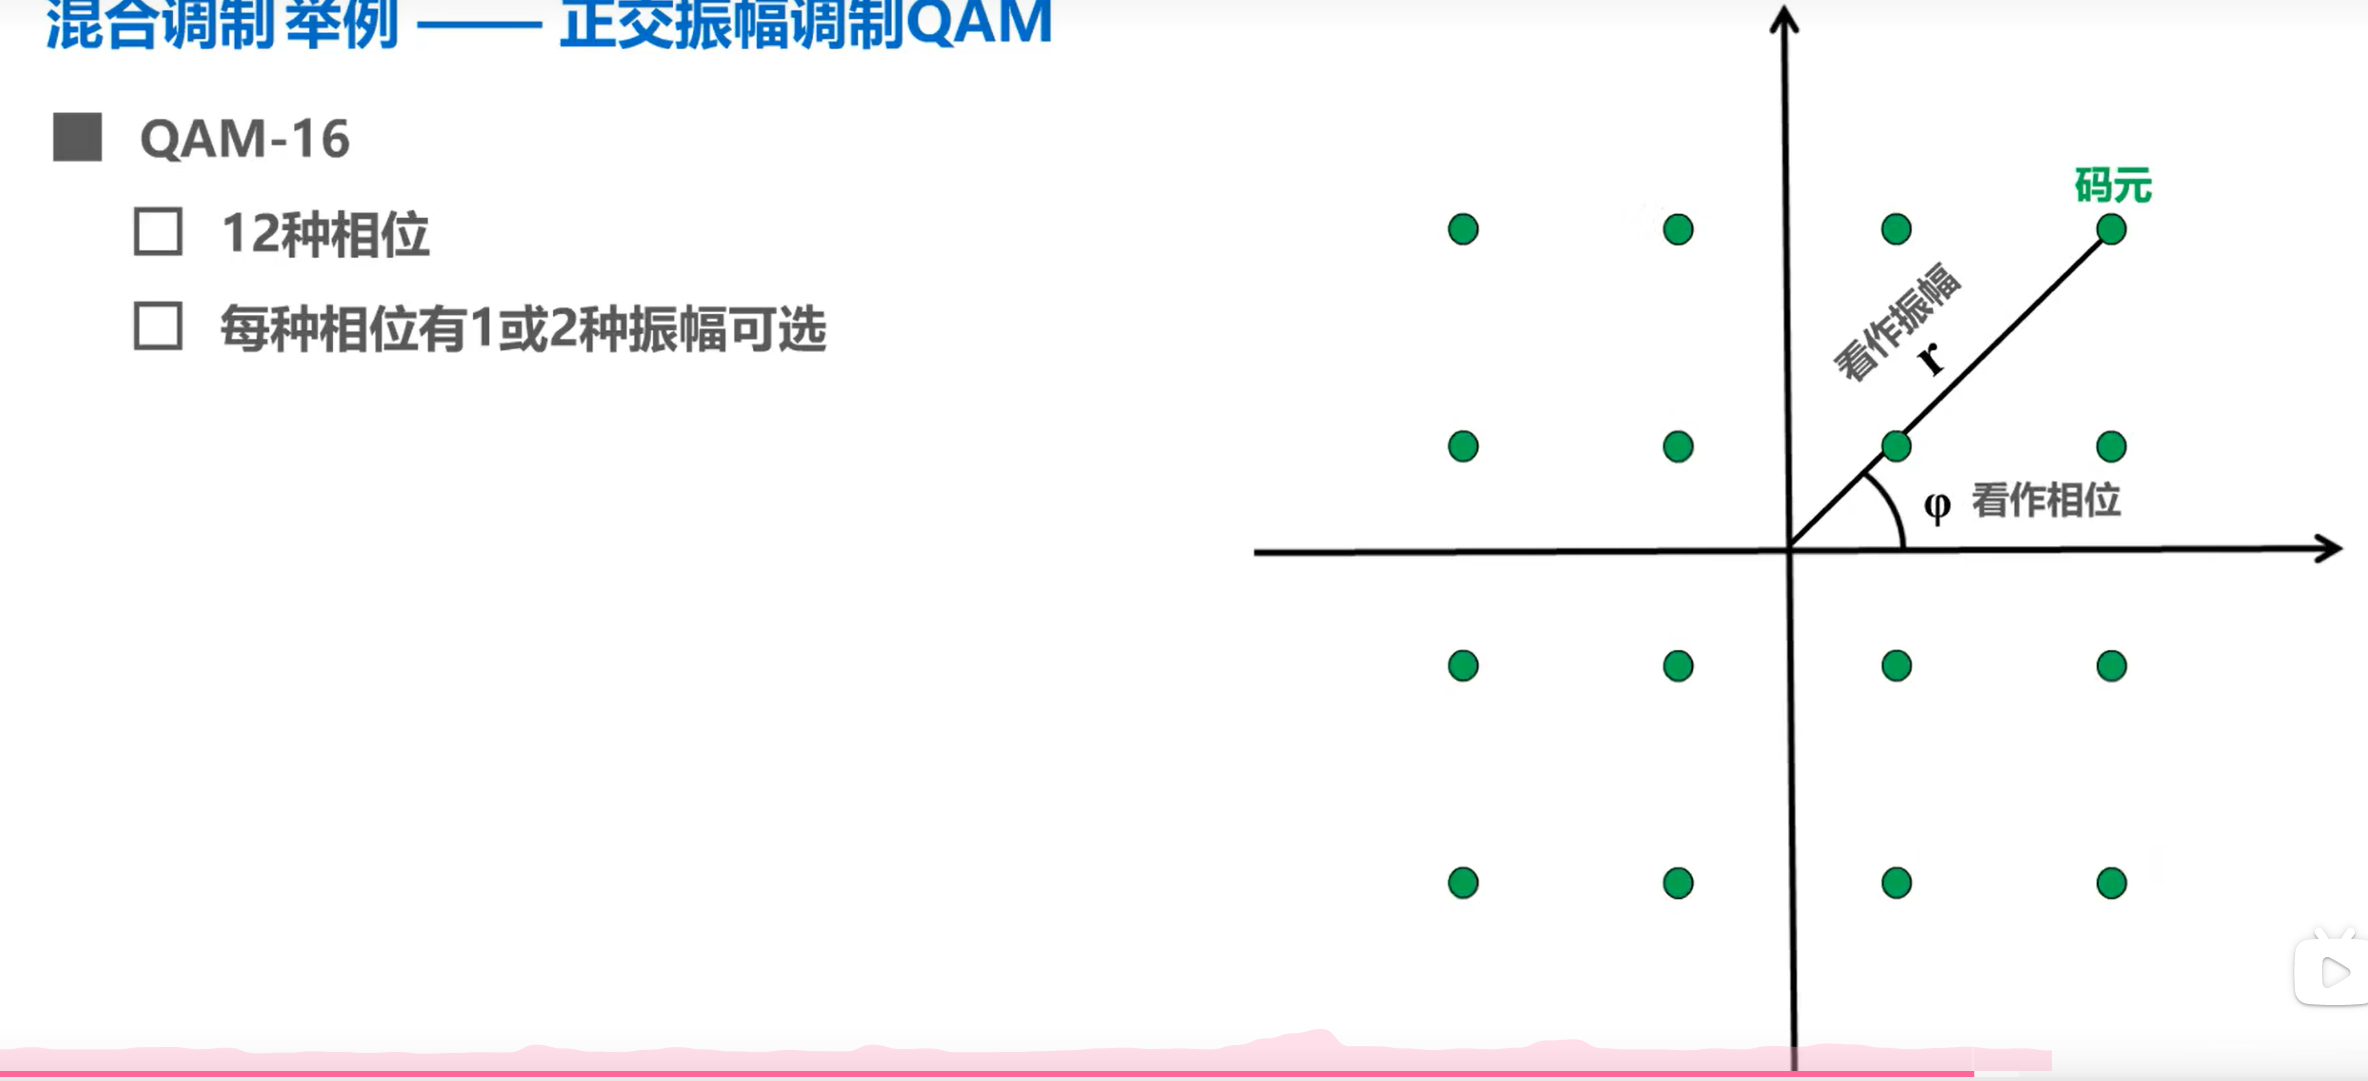 混合调制 举例 —— 正交振幅调制QAM
QAM-16
12种相位
每种相位有1或2种振幅可选
码元
看作振幅
r
φ 看作相位